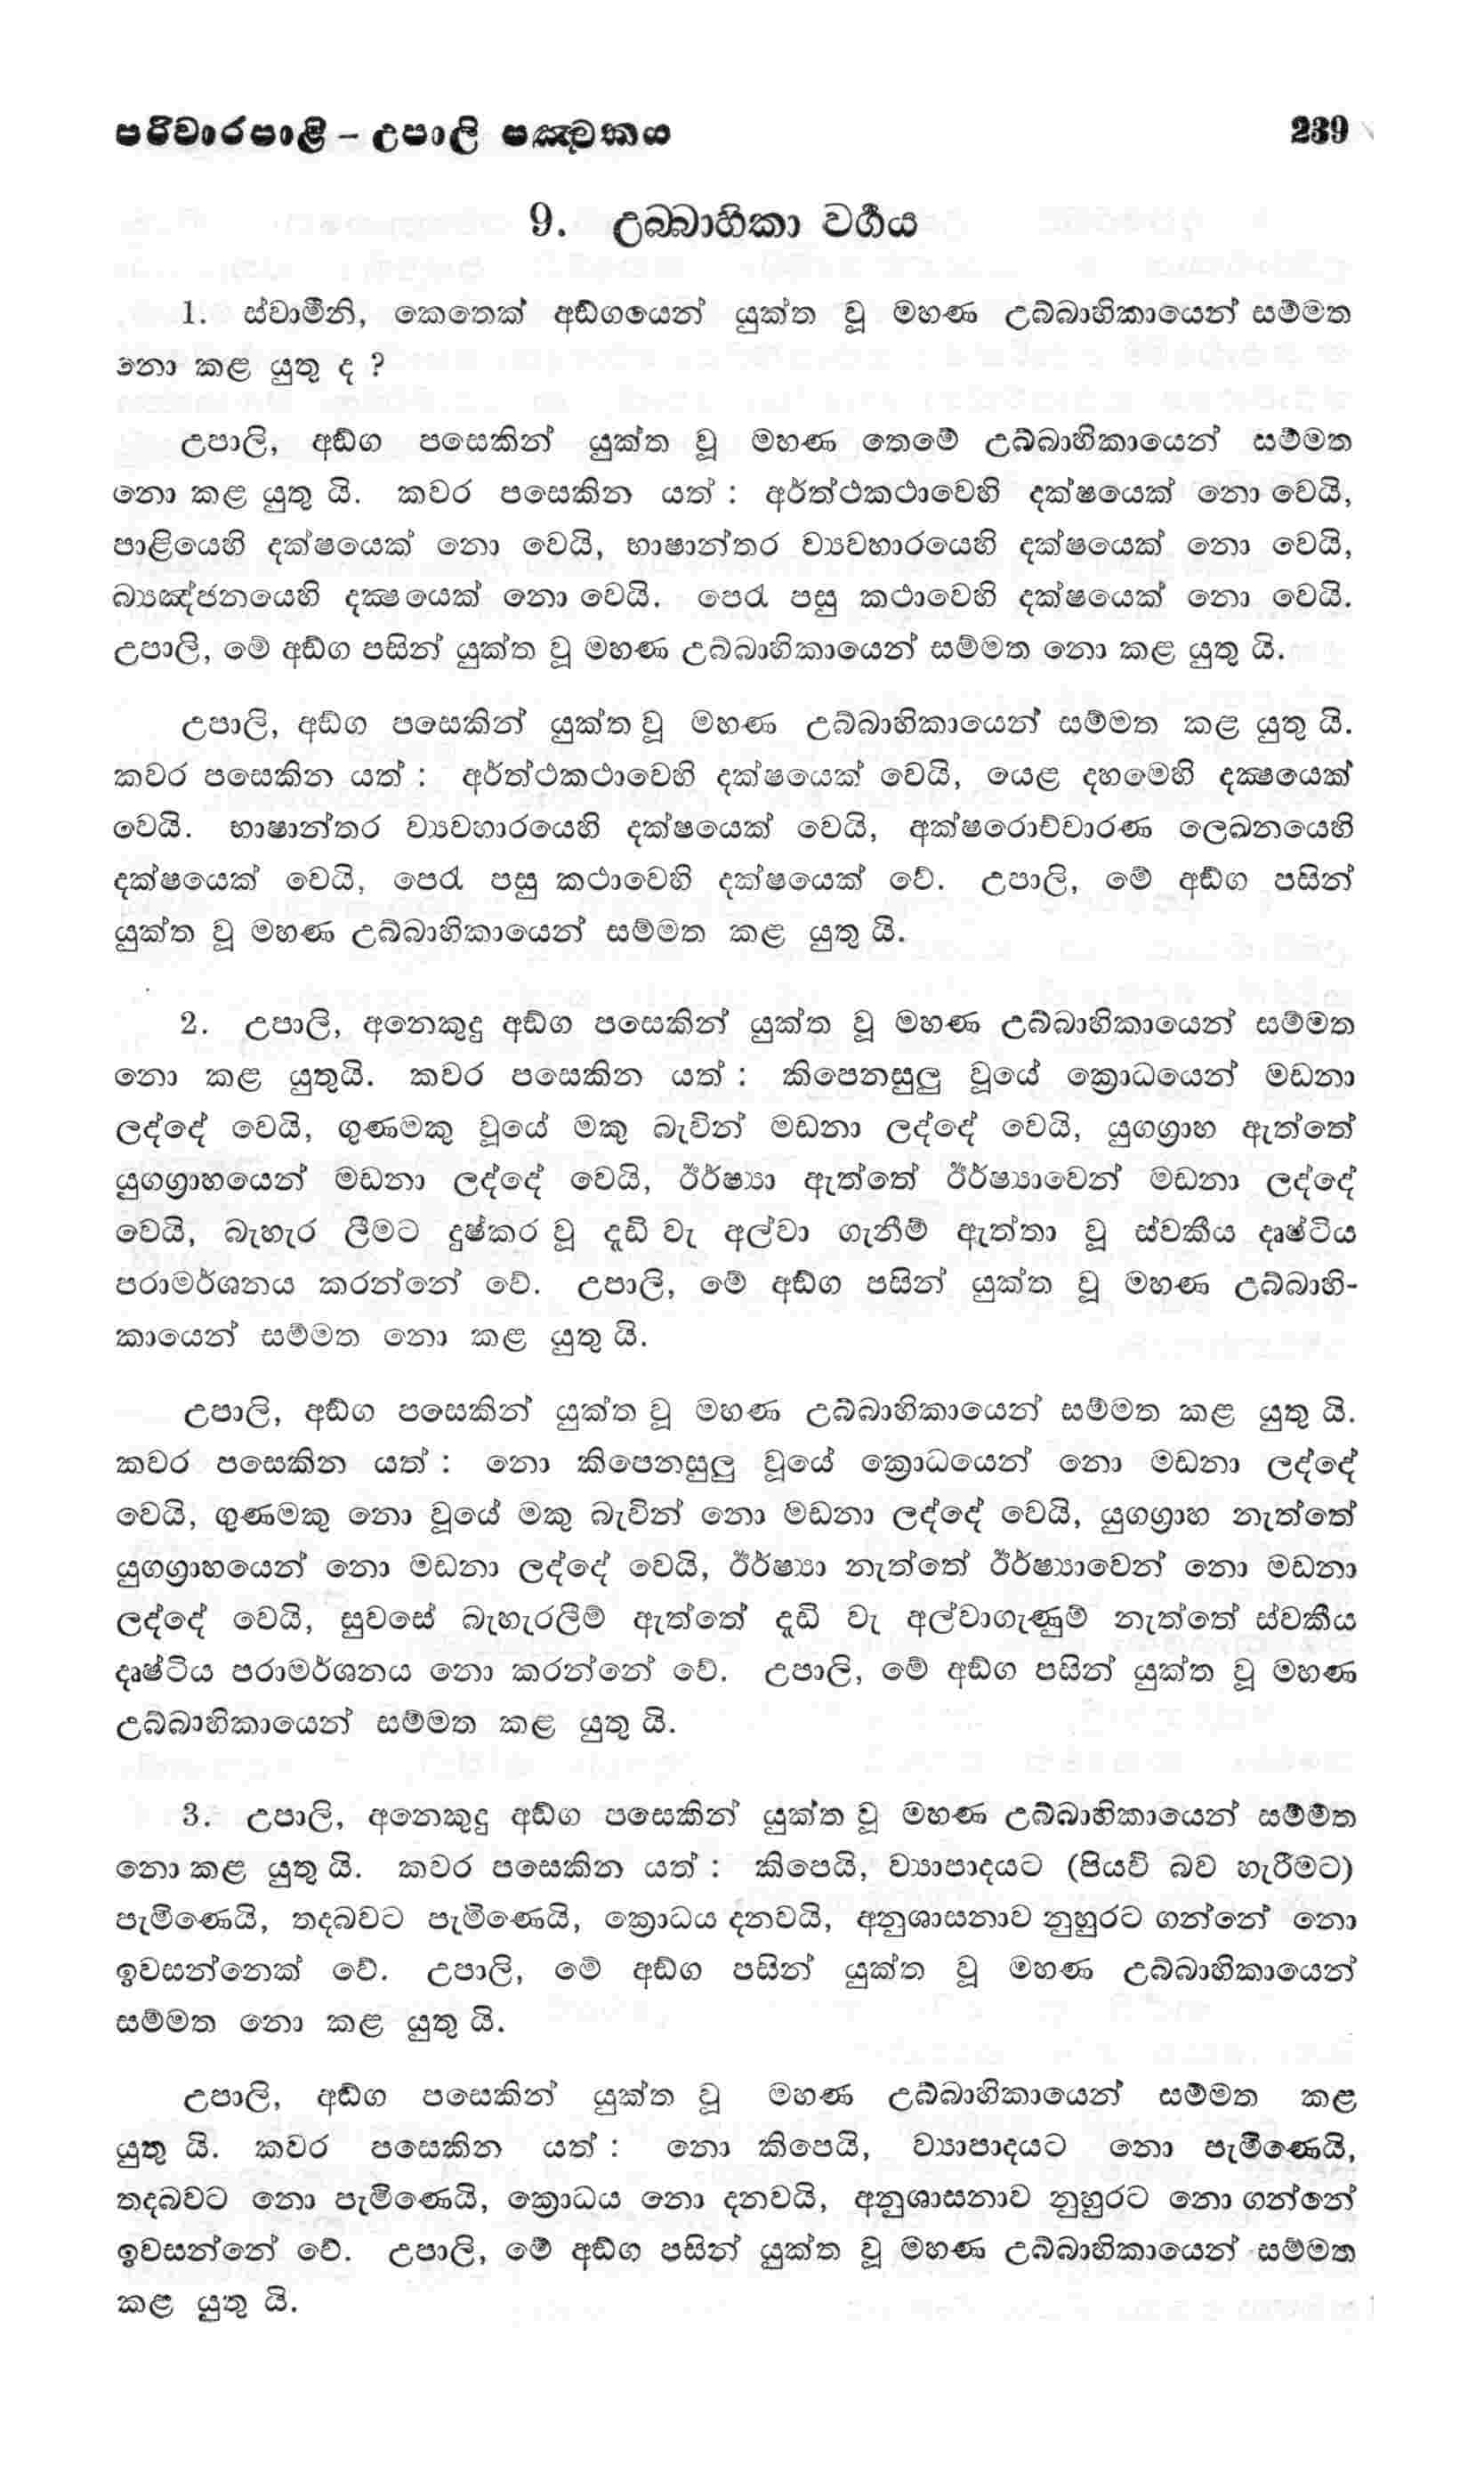 පරිවාරපාළි – උපාලි පඤ්චකය 239
9. උබ්බාහිකා වර්‍ගය
1. ස්වාමීනි, කෙතෙක් අඞ්ගයෙන් යුක්ත වූ මහණ උබ්බාහිකායෙන් සම්මත
නො කළ යුතු ද ?
උපාලි, අඞ්ග පසෙකින් යුක්ත වූ මහණ තෙමේ උබ්බාහිකායෙන් සම්මත
නො කළ යුතු යි. කවර පසෙකින යත් : අර්ත්ථකථාවෙහි දක්ෂයෙක් නො වෙයි,
පාළියෙහි දක්ෂයෙක් නො වෙයි, භාෂාන්තර ව්‍යවහාරයෙහි දක්ෂයෙක් නො වෙයි,
බ්‍යඤ්ජනයෙහි දක්‍ෂයෙක් නො වෙයි. පෙරැ පසු කථාවෙහි දක්ෂයෙක් නො වෙයි.
උපාලි, මේ අඞ්ග පසින් යුක්ත වූ මහණ උබ්බාහිකායෙන් සම්මත නො කළ යුතු යි.
උපාලි, අඞ්ග පසෙකින් යුක්ත වූ මහණ උබ්බාහිකායෙන් සම්මත කළ යුතු යි.
කවර පසෙකින යත් : අර්ත්ථකථාවෙහි දක්ෂයෙක් වෙයි, යෙළ දහමෙහි දක්‍ෂයෙක්
වෙයි. භාෂාන්තර ව්‍යවහාරයෙහි දක්ෂයෙක් වෙයි, අක්ෂරොච්චාරණ ලෙඛනයෙහි
දක්ෂයෙක් වෙයි, පෙරැ පසු කථාවෙහි දක්ෂයෙක් වේ. උපාලි, මේ අඞ්ග පසින්
යුක්ත වූ මහණ උබ්බාහිකායෙන් සම්මත කළ යුතු යි.
2. උපාලි, අනෙකුදු අඞ්ග පසෙකින් යුක්ත වූ මහණ උබ්බාහිකායෙන් සම්මත
නො කළ යුතුයි. කවර පසෙකින යත් : කිපෙනසුලු වූයේ ක්‍රොධයෙන් මඩනා
ලද්දේ වෙයි, ගුණමකු වූයේ මකු බැවින් මඩනා ලද්දේ වෙයි, යුගග්‍රාහ ඇත්තේ
යුගග්‍රාහයෙන් මඩනා ලද්දේ වෙයි, ඊර්ෂ්‍යා ඇත්තේ ඊර්ෂ්‍යාවෙන් මඩනා ලද්දේ
වෙයි, බැහැර ලීමට දුෂ්කර වූ දැඩි වැ අල්වා ගැනීම් ඇත්තා වූ ස්වකීය දෘෂ්ටිය
පරාමර්ශනය කරන්නේ වේ. උපාලි, මේ අඞ්ග පසින් යුක්ත වූ මහණ උබ්බාහි-
කායෙන් සම්මත නො කළ යුතු යි.
උපාලි, අඞ්ග පසෙකින් යුක්ත වූ මහණ උබ්බාහිකායෙන් සම්මත කළ යුතු යි.
කවර පසෙකින යත් : නො කිපෙනසුලු වූයේ ක්‍රොධයෙන් නො මඩනා ලද්දේ
වෙයි, ගුණමකු නො වූයේ මකු බැවින් නො මඩනා ලද්දේ වෙයි, යුගග්‍රාහ නැත්තේ
යුගග්‍රාහයෙන් නො මඩනා ලද්දේ වෙයි, ඊර්ෂ්‍යා නැත්තේ ඊර්ෂ්‍යාවෙන් නො මඩනා
ලද්දේ වෙයි, සුවසේ බැහැරලීම් ඇත්තේ දැඩි වැ අල්වාගැණුම් නැත්තේ ස්වකීය
දෘෂ්ටිය පරාමර්ශනය නො කරන්නේ වේ. උපාලි, මේ අඞ්ග පසින් යුක්ත වූ මහණ
උබ්බාහිකායෙන් සම්මත කළ යුතු යි.
3. උපාලි, අනෙකුදු අඞ්ග පසෙකින් යුක්ත වූ මහණ උබ්බාහිකායෙන් සම්මත
නො කළ යුතු යි. කවර පසෙකින යත් : කිපෙයි, ව්‍යාපාදයට (පියවි බව හැරීමට)
පැමිණෙයි, තදබවට පැමිණෙයි, ක්‍රොධය දනවයි, අනුශාසනාව නුහුරට ගන්නේ නො
ඉවසන්නෙක් වේ. උපාලි, මේ අඞ්ග පසින් යුක්ත වූ මහණ උබ්බාහිකායෙන්
සම්මත නො කළ යුතු යි.
උපාලි, අඞ්ග පසෙකින් යුක්ත වූ මහණ උබ්බාහිකායෙන් සම්මත කළ
යුතු යි. කවර පසෙකින යත් : නො කිපෙයි, ව්‍යාපාදයට නො පැමිණෙයි,
තදබවට නො පැමිණෙයි, ක්‍රොධය නො දනවයි, අනුශාසනාව නුහුරට නො ගන්නේ
ඉවසන්නේ වේ. උපාලි, මේ අඞ්ග පසින් යුක්ත වූ මහණ උබ්බාහිකායෙන් සම්මත
කළ යුතු යි.